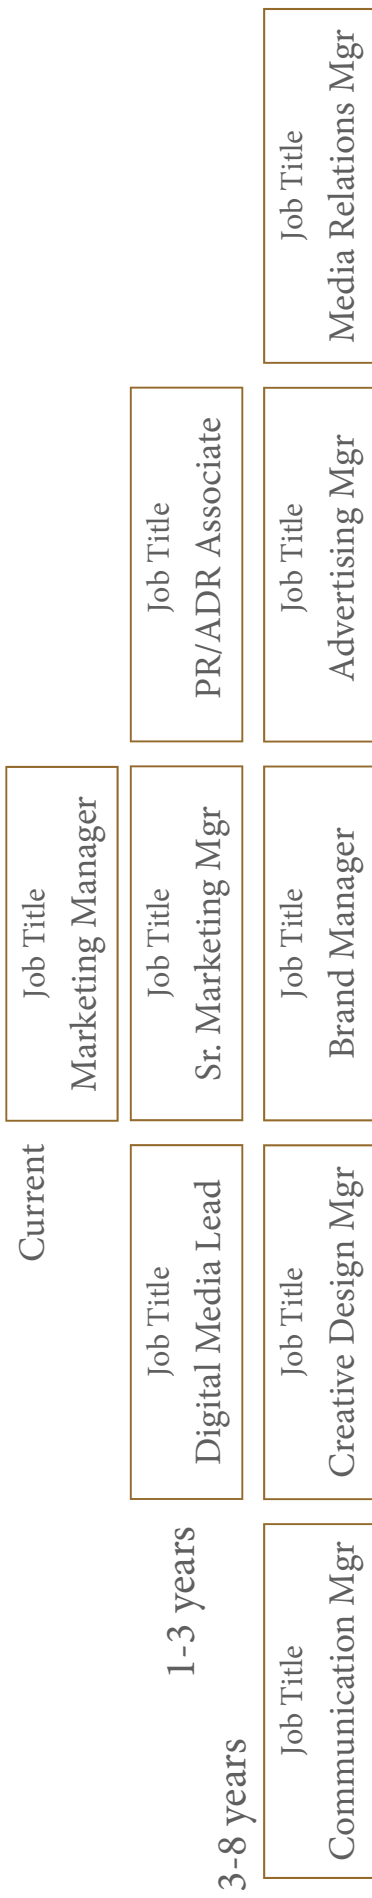 Current
Job Title
Marketing Manager
1-3 years
Job Title
Digital Media Lead
Job Title
Sr. Marketing Mgr
Job Title
PR/ADR Associate
3-8 years
Job Title
Communication Mgr
Job Title
Creative Design Mgr
Job Title
Brand Manager
Job Title
Advertising Mgr
Job Title
Media Relations Mgr